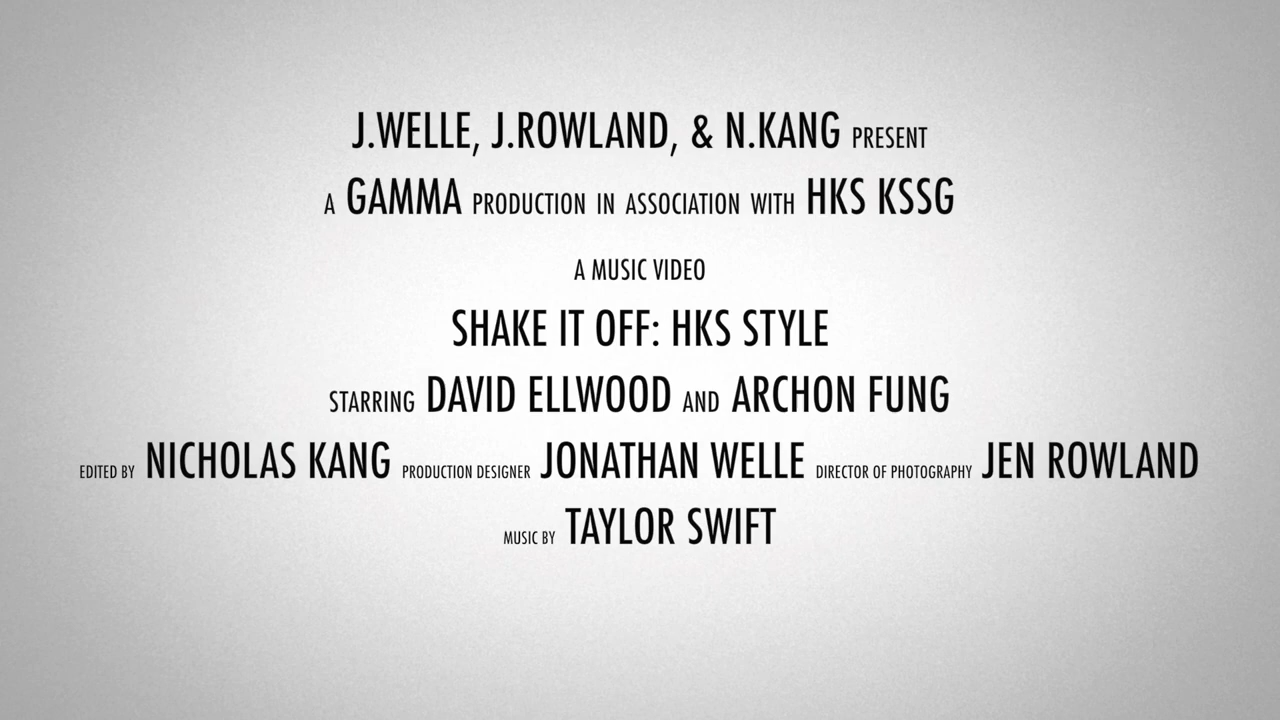 J.WELLE, J.ROWLAND, & N.KANG PRESENT
A GAMMA PRODUCTION IN ASSOCIATION WITH HKS KSSG
A MUSIC VIDEO
SHAKE IT OFF: HKS STYLE
STARRING DAVID ELLWOOD AND ARCHON FUNG
EDITED BY NICHOLAS KANG PRODUCTION DESIGNER JONATHAN WELLE DIRECTOR OF PHOTOGRAPHY JEN ROWLAND
MUSIC BY TAYLOR SWIFT